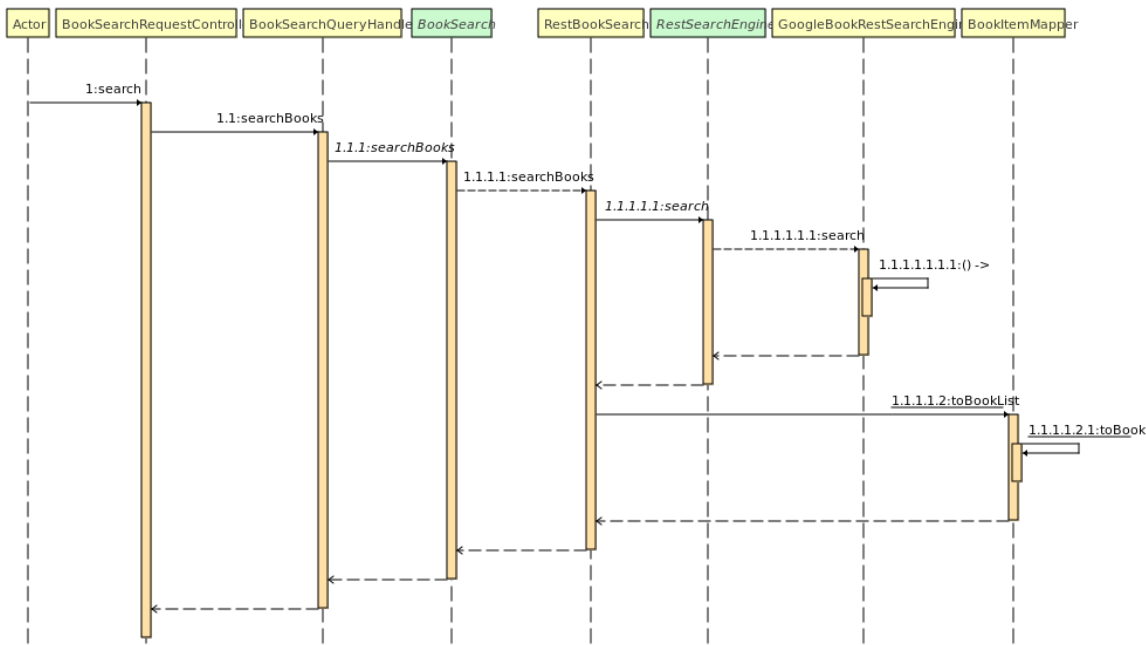 Actor
BookSearchRequestControl
BookSearchQueryHandle
BookSearch
RestBookSearch
RestSearchEngine
GoogleBookRestSearchEngi
BookItemMapper
1:search
1.1:searchBooks
1.1.1:searchBooks
1.1.1.1:searchBooks
1.1.1.1.1:search
1.1.1.1.1.1:search
1.1.1.1.1.1.1:() ->
1.1.1.1.2:toBookList
1.1.1.1.2.1:toBook